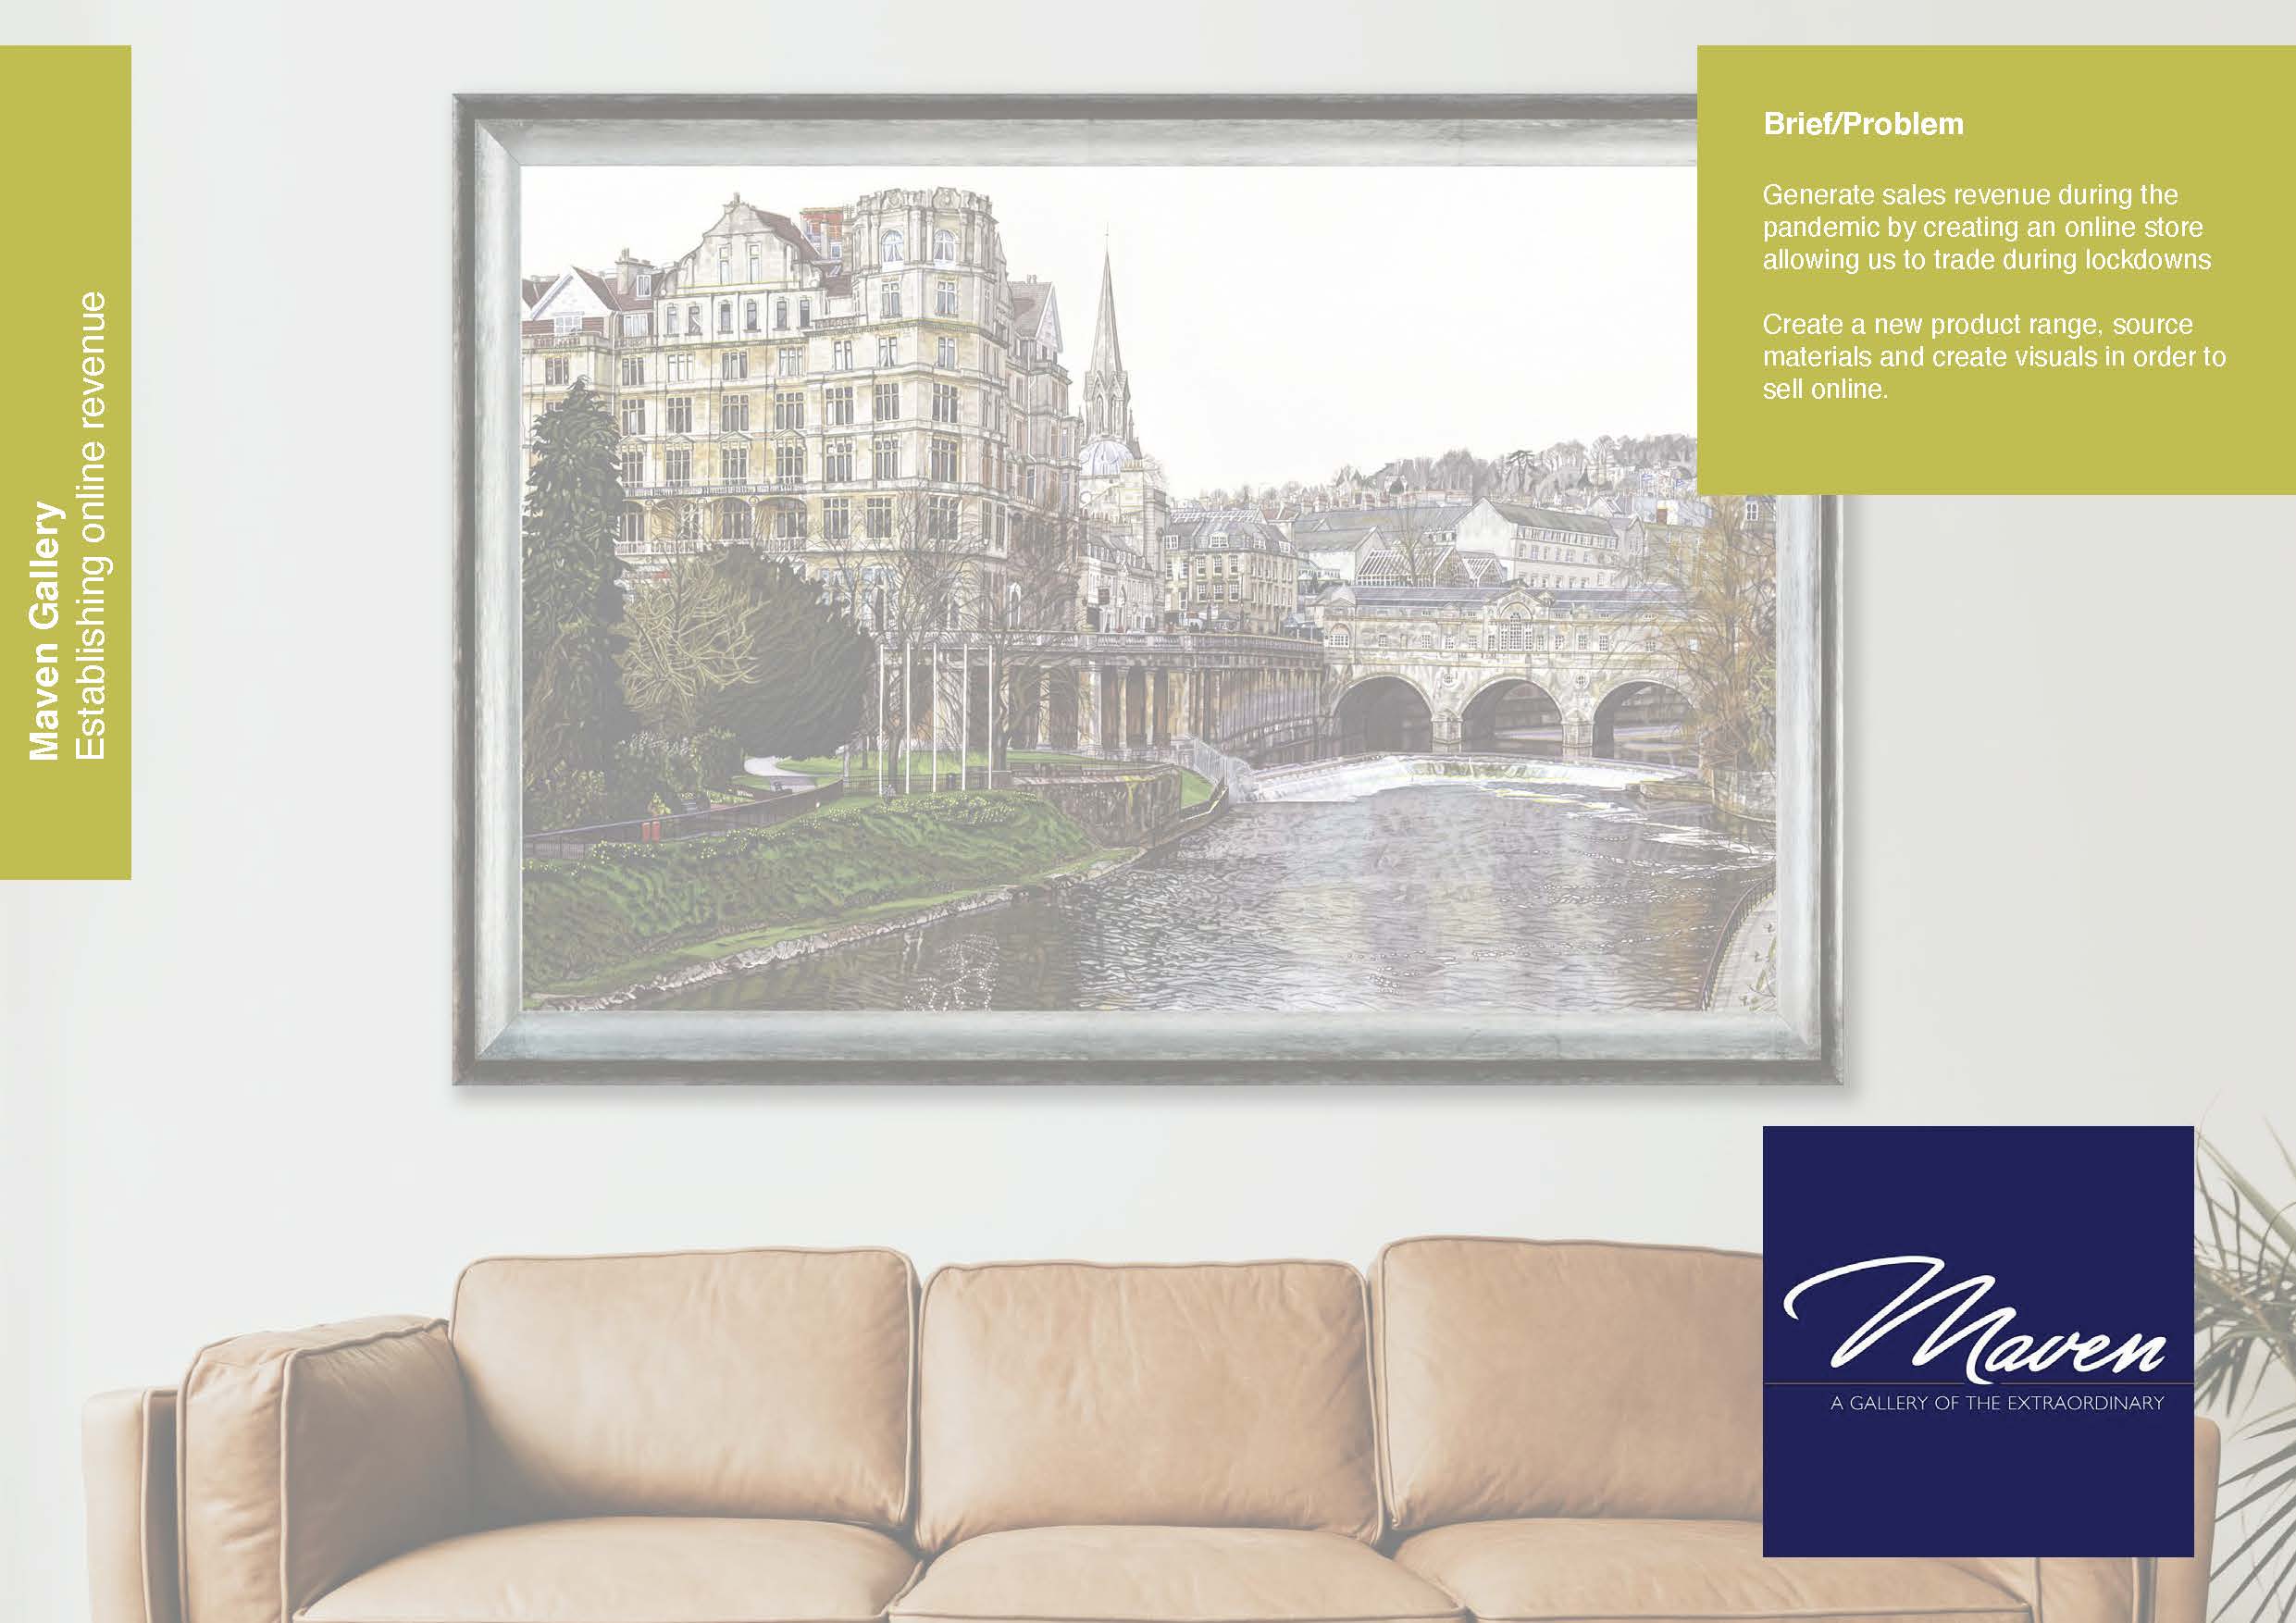 Maven Gallery
Establishing online revenue
Brief/Problem
Generate sales revenue during the
pandemic by creating an online store
allowing us to trade during lockdowns
Create a new product range, source
materials and create visuals in order to
sell online.
Maven
A GALLERY OF THE EXTRAORDINARY